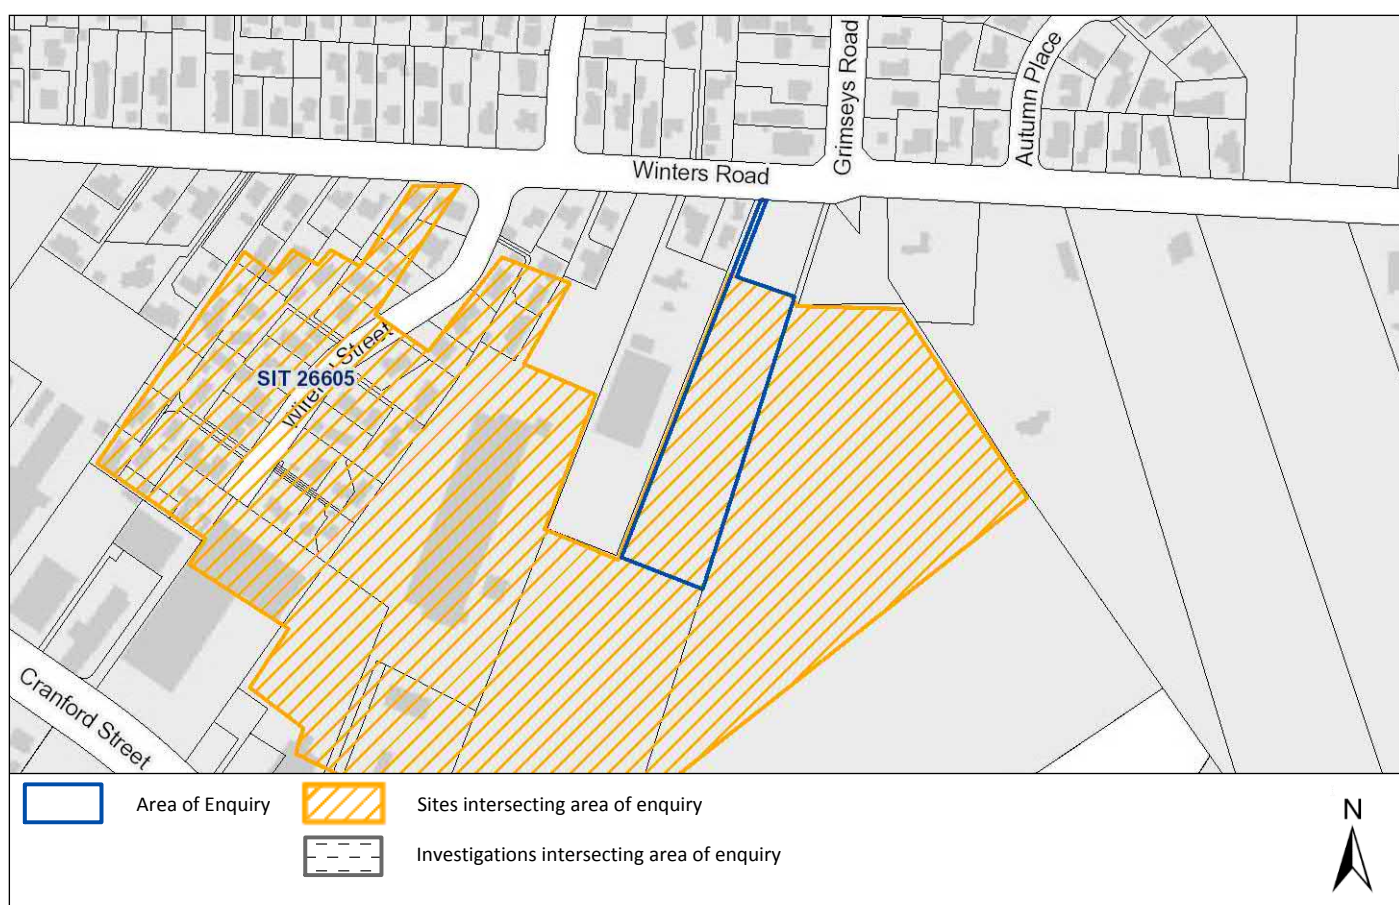 Grimseys Road
Autumn Place
Winters Road
SIT 26605
Street
Cranford Street
Area of Enquiry
Sites intersecting area of enquiry
Investigations intersecting area of enquiry
N